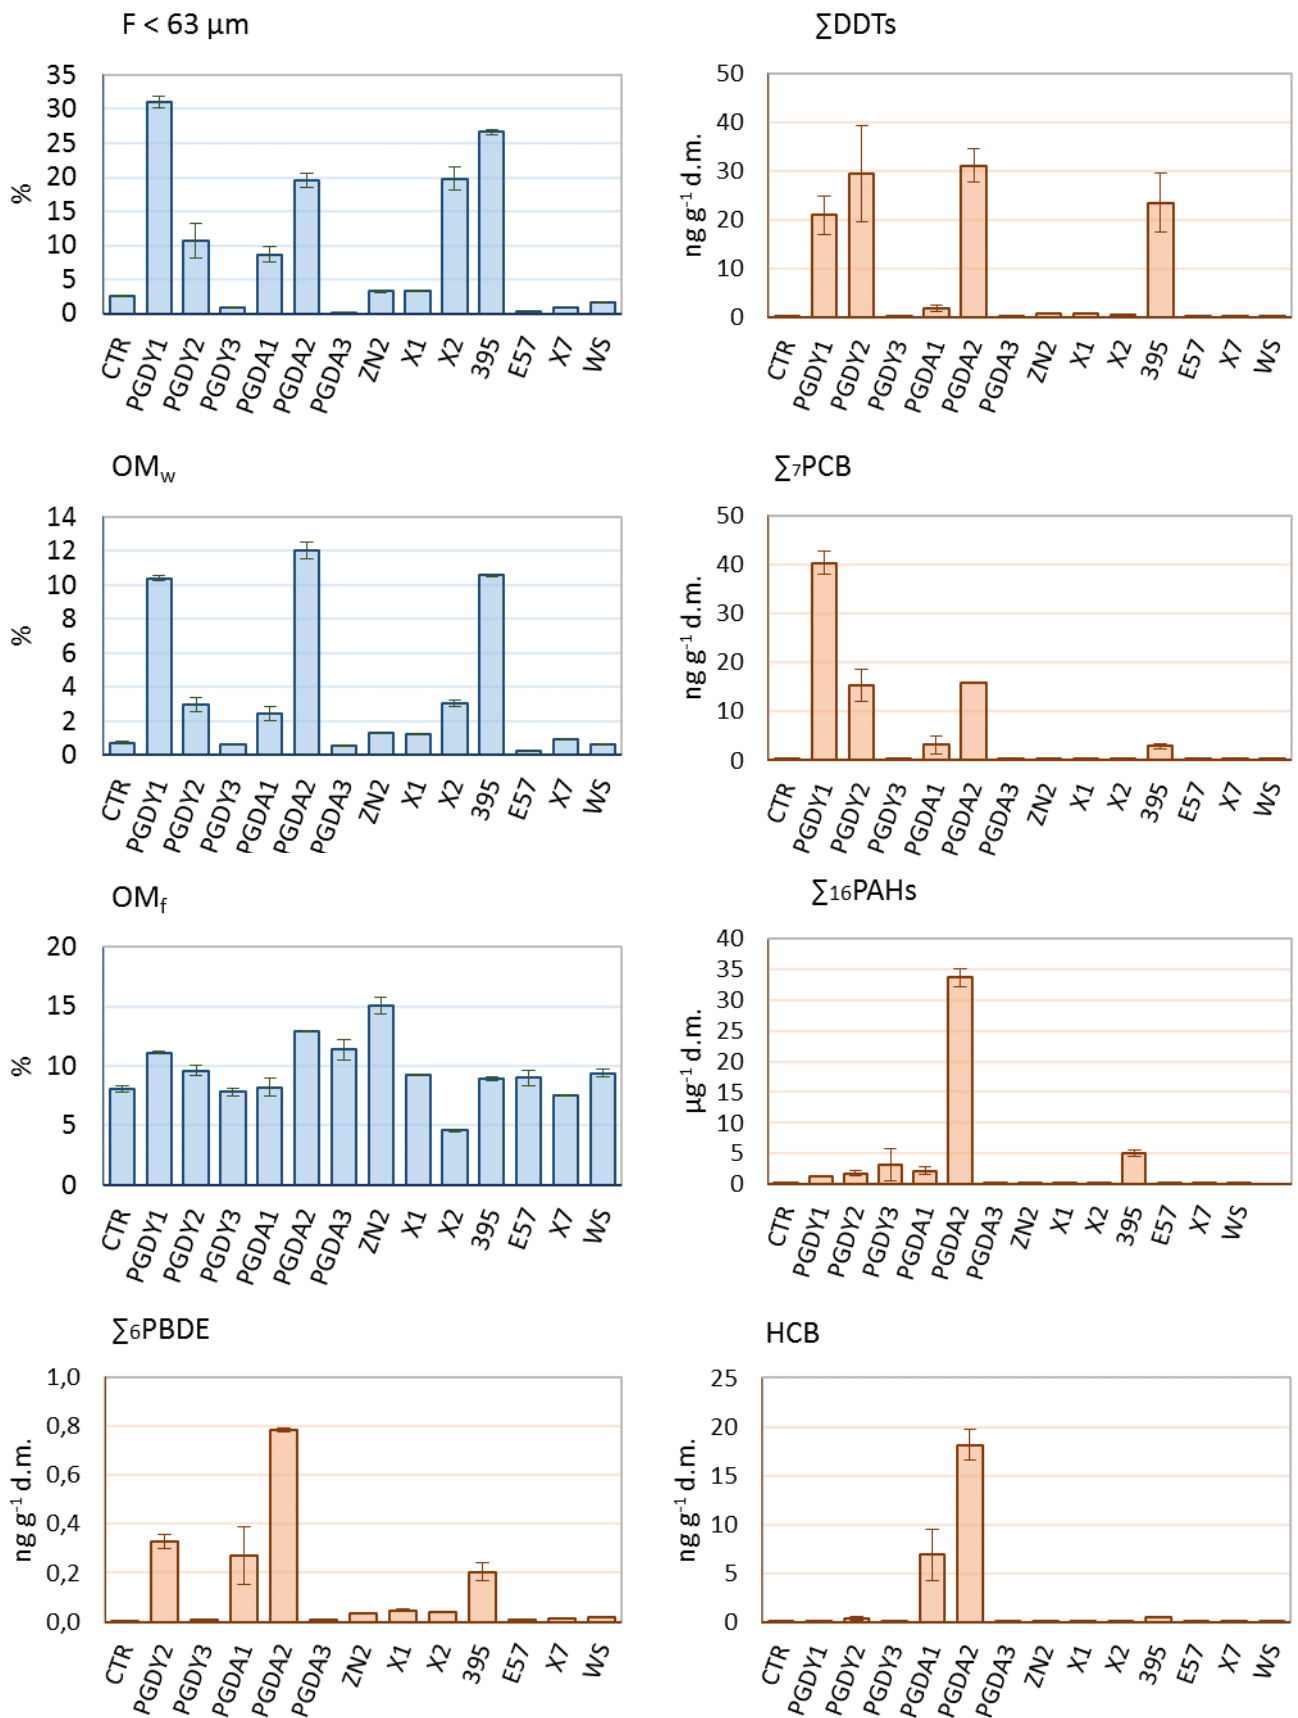 F < 63 µm
35
30
25
20
15
10
5
0
%
CTR PGDY1 PGDY2 PGDY3 PGDA1 PGDA2 PGDA3 ZN2 X1 X2 395 E57 X7 WS
∑DDTs
50
40
30
20
10
0
ng g⁻¹ d.m.
CTR PGDY1 PGDY2 PGDY3 PGDA1 PGDA2 PGDA3 ZN2 X1 X2 395 E57 X7 WS
OMw
14
12
10
8
6
4
2
0
%
CTR PGDY1 PGDY2 PGDY3 PGDA1 PGDA2 PGDA3 ZN2 X1 X2 395 E57 X7 WS
∑7PCB
50
40
30
20
10
0
ng g⁻¹ d.m.
CTR PGDY1 PGDY2 PGDY3 PGDA1 PGDA2 PGDA3 ZN2 X1 X2 395 E57 X7 WS
OMf
20
15
10
5
0
%
CTR PGDY1 PGDY2 PGDY3 PGDA1 PGDA2 PGDA3 ZN2 X1 X2 395 E57 X7 WS
∑16PAHs
40
35
30
25
20
15
10
5
0
µg⁻¹ d.m.
CTR PGDY1 PGDY2 PGDY3 PGDA1 PGDA2 PGDA3 ZN2 X1 X2 395 E57 X7 WS
∑6PBDE
1,0
0,8
0,6
0,4
0,2
0,0
ng g⁻¹ d.m.
CTR PGDY2 PGDY3 PGDA1 PGDA2 PGDA3 ZN2 X1 X2 395 E57 X7 WS
HCB
25
20
15
10
5
0
ng g⁻¹ d.m.
CTR PGDY1 PGDY2 PGDY3 PGDA1 PGDA2 PGDA3 ZN2 X1 X2 395 E57 X7 WS